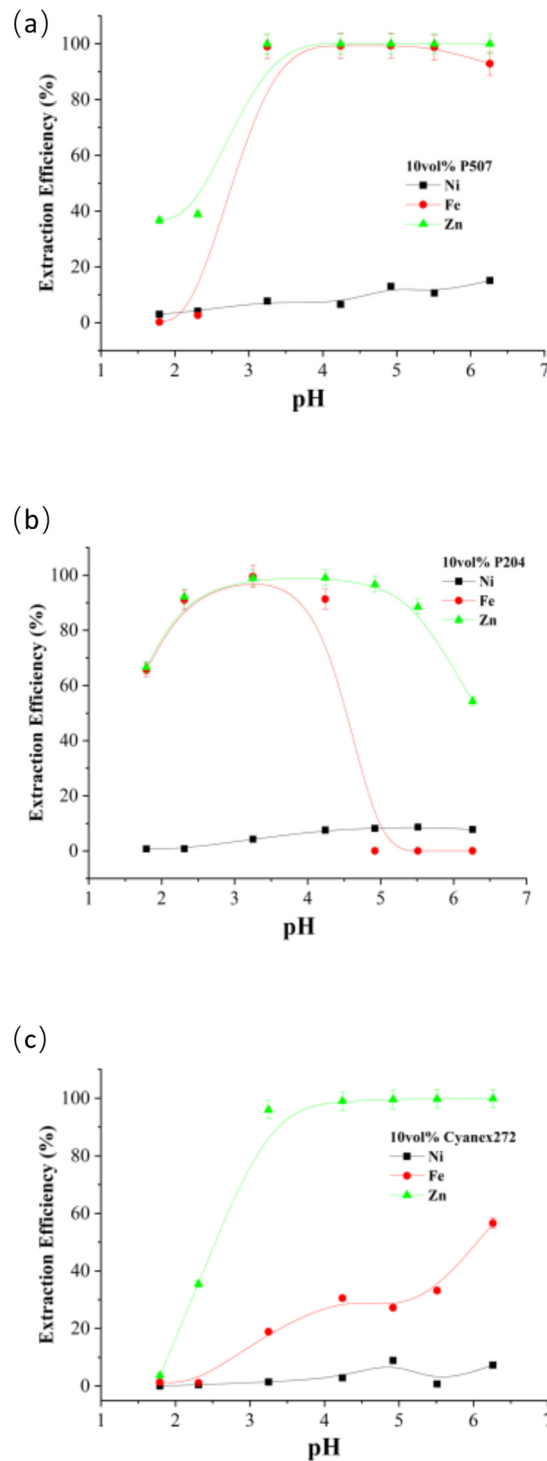 (a)
100
80
60
40
20
0
Extraction Efficiency (%)
10vol% P507
Ni
Fe
Zn
1 2 3 4 5 6 7
pH
(b)
100
80
60
40
20
0
Extraction Efficiency (%)
10vol% P204
Ni
Fe
Zn
1 2 3 4 5 6 7
pH
(c)
100
80
60
40
20
0
Extraction Efficiency (%)
10vol% Cyanex272
Ni
Fe
Zn
1 2 3 4 5 6 7
pH